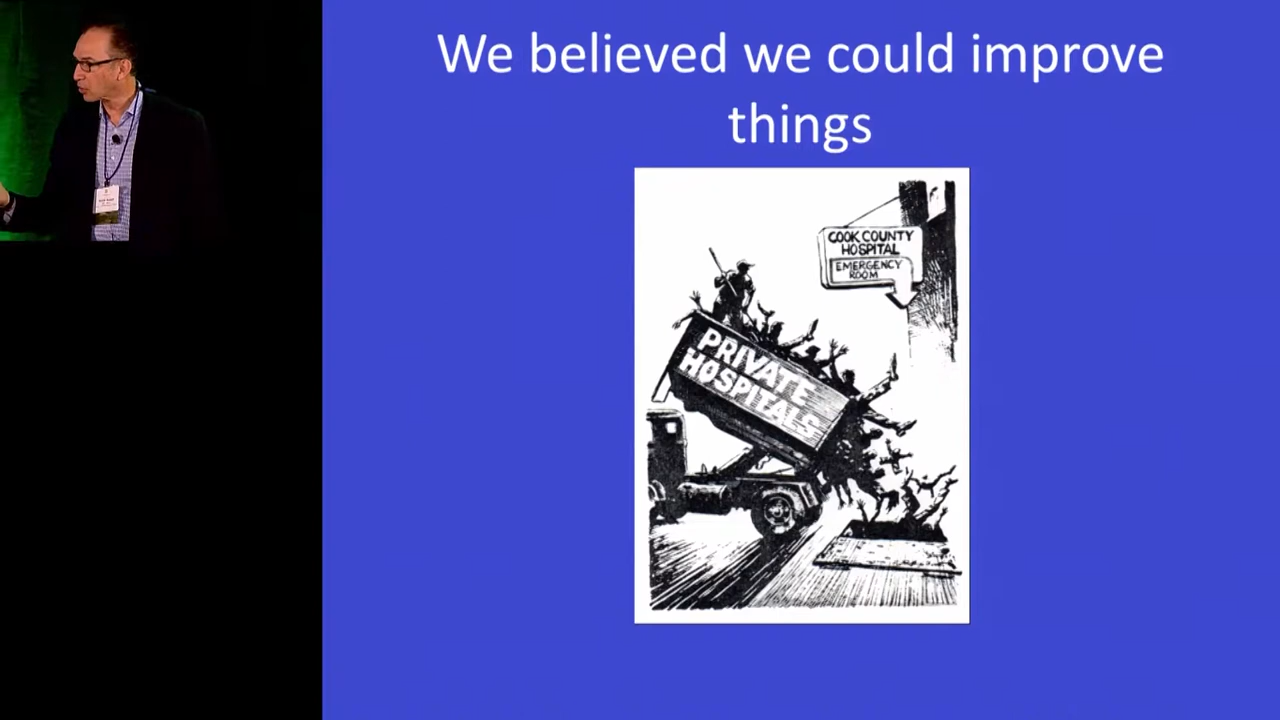 We believed we could improve
things
COOK COUNTY
HOSPITAL
EMERGENCY
ROOM
PRIVATE
HOSPITALS